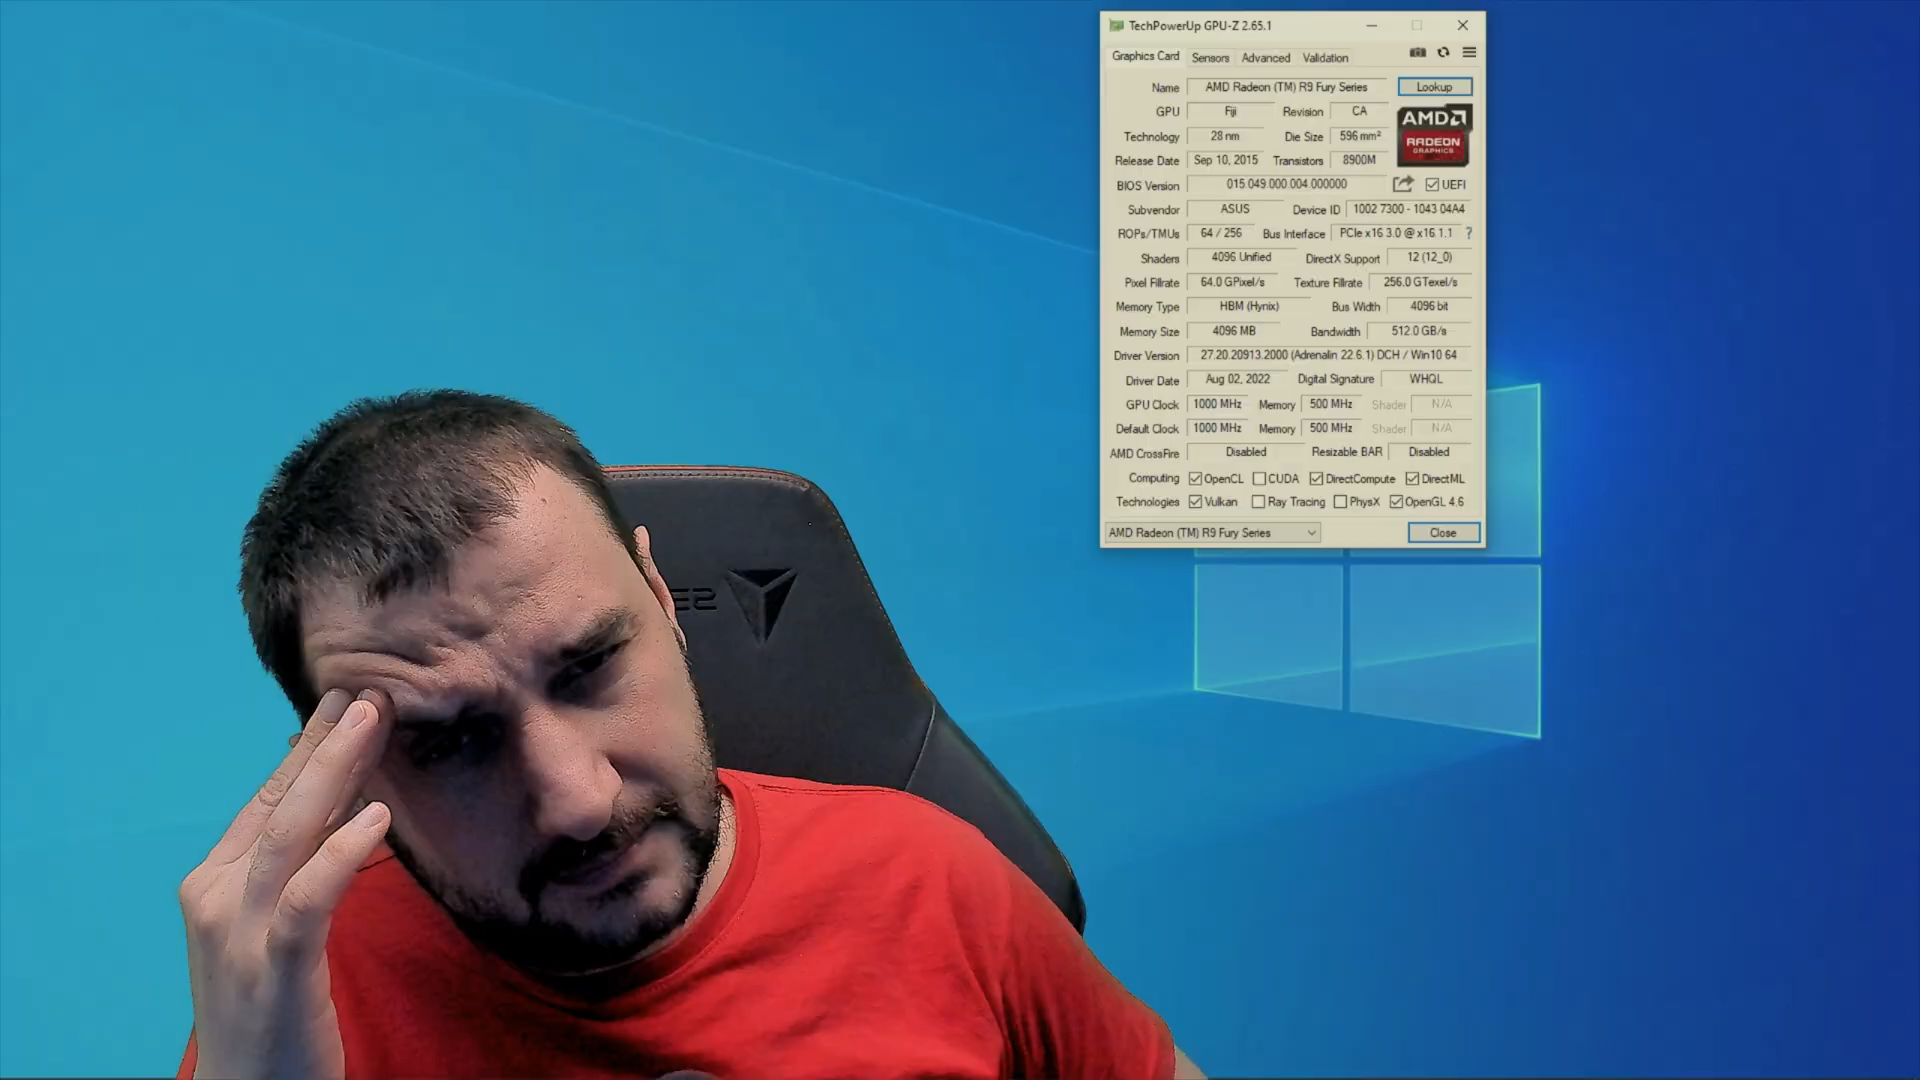 TechPowerUp GPU-Z 2.65.1
Graphics Card Sensors Advanced Validation
Name AMD Radeon (TM) R9 Fury Series Lookup
GPU Fiji Revision CA
AMD
RADEON
GRAPHICS
Technology 28 nm Die Size 596 mm²
Release Date Sep 10, 2015 Transistors 8900M
BIOS Version 015.049.000.004.000000 UEFI
Subvendor ASUS Device ID 1002 7300 - 1043 04A4
ROPs/TMUs 64 / 256 Bus Interface PCIe x16 3.0 @ x16 1.1 ?
Shaders 4096 Unified DirectX Support 12 (12_0)
Pixel Fillrate 64.0 GPixel/s Texture Fillrate 256.0 GTexel/s
Memory Type HBM (Hynix) Bus Width 4096 bit
Memory Size 4096 MB Bandwidth 512.0 GB/s
Driver Version 27.20.20913.2000 (Adrenalin 22.6.1) DCH / Win10 64
Driver Date Aug 02, 2022 Digital Signature WHQL
GPU Clock 1000 MHz Memory 500 MHz Shader N/A
Default Clock 1000 MHz Memory 500 MHz Shader N/A
AMD CrossFire Disabled Resizable BAR Disabled
Computing OpenCL CUDA DirectCompute DirectML
Technologies Vulkan Ray Tracing PhysX OpenGL 4.6
AMD Radeon (TM) R9 Fury Series Close